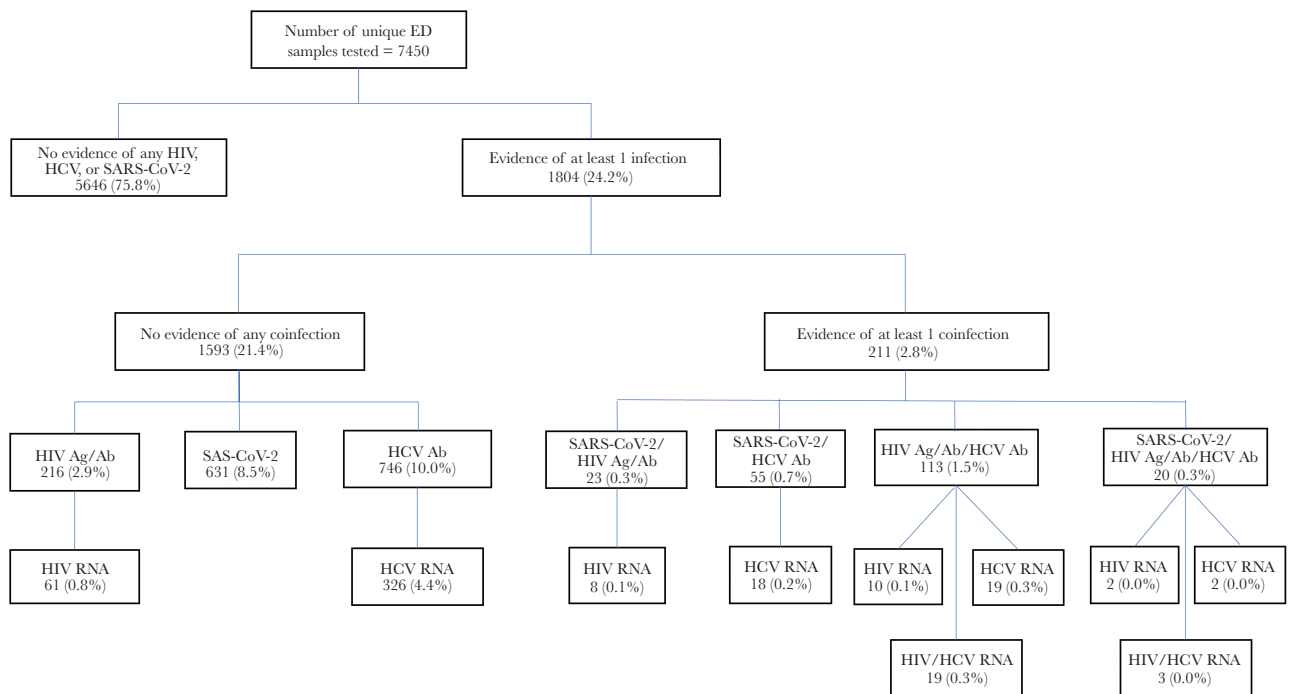 Number of unique ED
samples tested = 7450
No evidence of any HIV,
HCV, or SARS-CoV-2
5646 (75.8%)
Evidence of at least 1 infection
1804 (24.2%)
No evidence of any coinfection
1593 (21.4%)
Evidence of at least 1 coinfection
211 (2.8%)
HIV Ag/Ab
216 (2.9%)
SAS-CoV-2
631 (8.5%)
HCV Ab
746 (10.0%)
SARS-CoV-2/
HIV Ag/Ab
23 (0.3%)
SARS-CoV-2/
HCV Ab
55 (0.7%)
HIV Ag/Ab/HCV Ab
113 (1.5%)
SARS-CoV-2/
HIV Ag/Ab/HCV Ab
20 (0.3%)
HIV RNA
61 (0.8%)
HCV RNA
326 (4.4%)
HIV RNA
8 (0.1%)
HCV RNA
18 (0.2%)
HIV RNA
10 (0.1%)
HCV RNA
19 (0.3%)
HIV RNA
2 (0.0%)
HCV RNA
2 (0.0%)
HIV/HCV RNA
19 (0.3%)
HIV/HCV RNA
3 (0.0%)